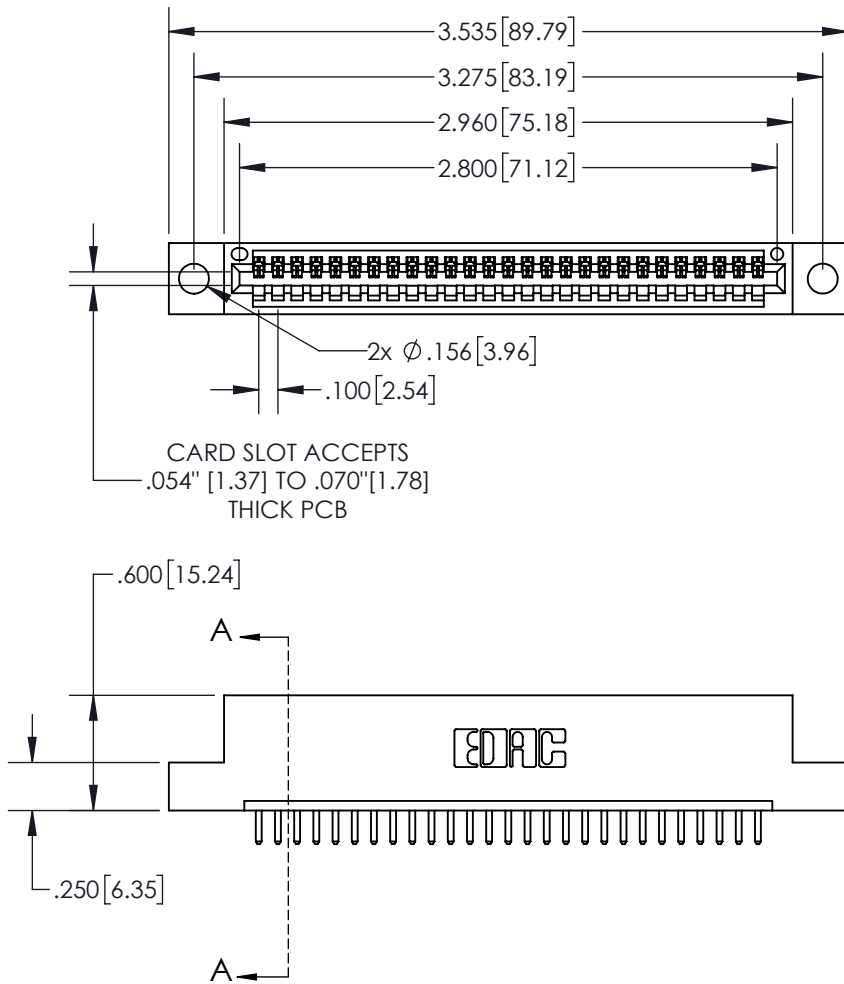 3.535 [89.79]
3.275 [83.19]
2.960 [75.18]
2.800 [71.12]
2x ∅ .156 [3.96]
.100 [2.54]
CARD SLOT ACCEPTS
.054" [1.37] TO .070" [1.78]
THICK PCB
.600 [15.24]
A
EDAC
.250 [6.35]
A